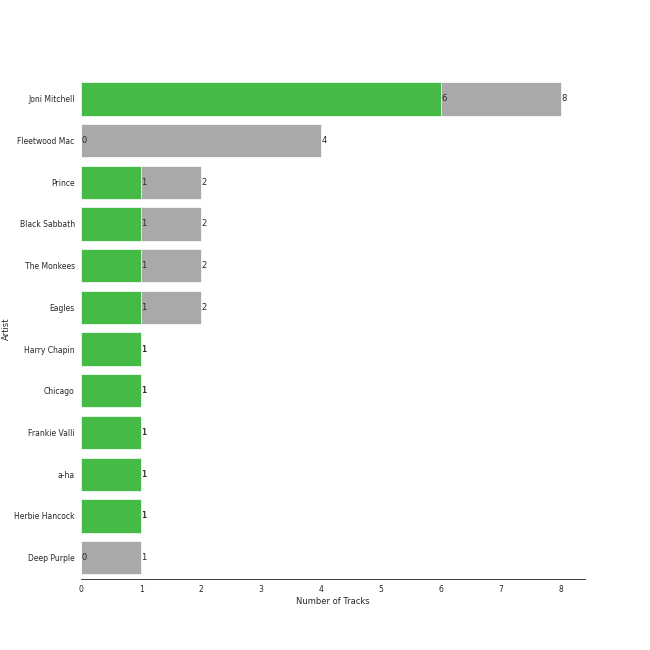 Joni Mitchell 6 8
Fleetwood Mac 0 4
Prince 1 2
Black Sabbath 1 2
The Monkees 1 2
Eagles 1 2
Artist
Harry Chapin 1
Chicago 1
Frankie Valli 1
a-ha 1
Herbie Hancock 1
Deep Purple 0 1
0 1 2 3 4 5 6 7 8
Number of Tracks